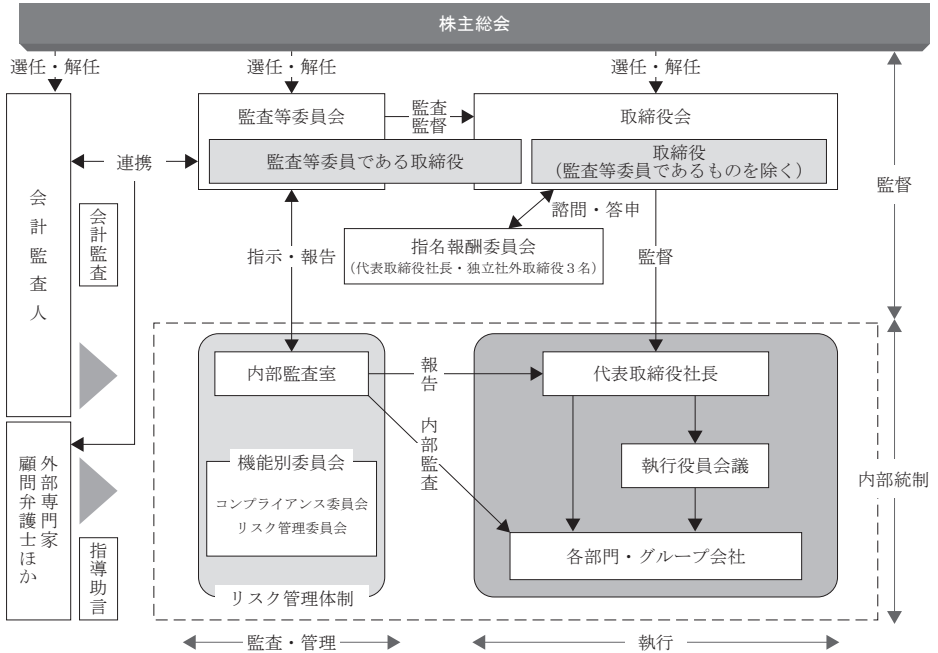 株主総会
選任・解任
選任・解任
選任・解任
監査等委員会
監査
監督
取締役会
監査等委員である取締役
取締役
（監査等委員であるものを除く）
連携
監督
会計監査人
会計監査
諮問・答申
指名報酬委員会
（代表取締役社長・独立社外取締役３名）
指示・報告
監督
内部監査室
報告
代表取締役社長
内部監査
執行役員会議
機能別委員会
コンプライアンス委員会
リスク管理委員会
内部統制
外部専門家
顧問弁護士ほか
各部門・グループ会社
指導助言
リスク管理体制
監査・管理
執行